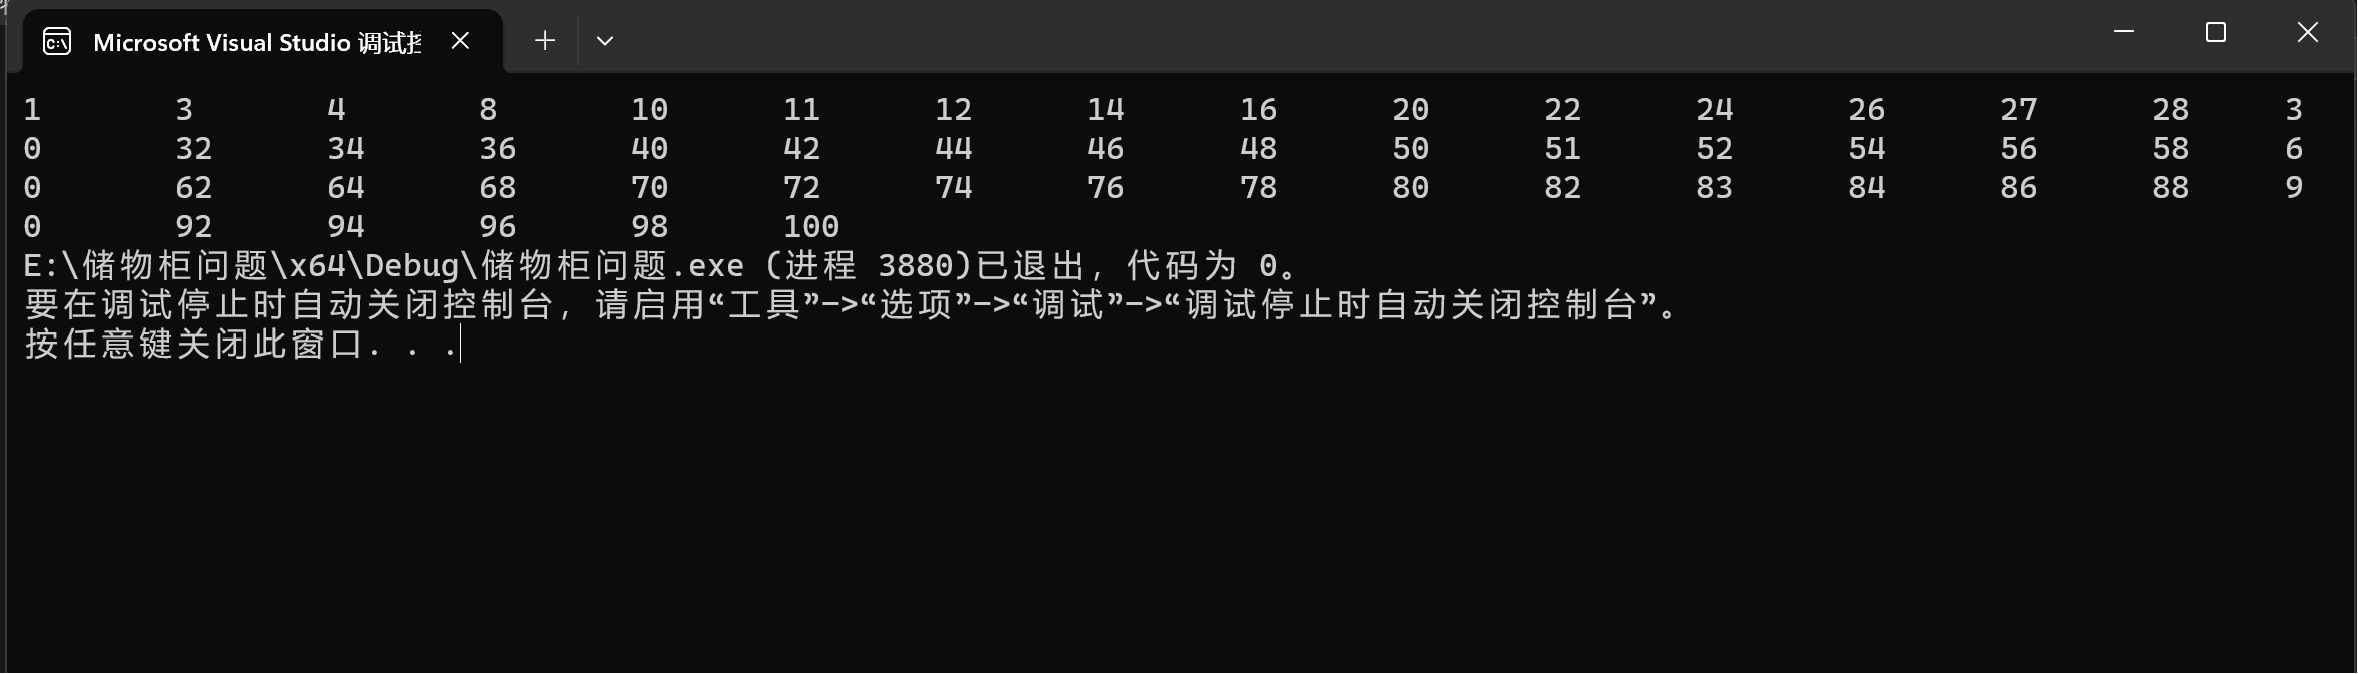 Microsoft Visual Studio 调试
1 3 4 8 10 11 12 14 16 20 22 24 26 27 28 3
0 32 34 36 40 42 44 46 48 50 51 52 54 56 58 6
0 62 64 68 70 72 74 76 78 80 82 83 84 86 88 9
0 92 94 96 98 100
E:\储物柜问题\x64\Debug\储物柜问题.exe (进程 3880)已退出，代码为 0。
要在调试停止时自动关闭控制台，请启用“工具”->“选项”->“调试”->“调试停止时自动关闭控制台”。
按任意键关闭此窗口. . .